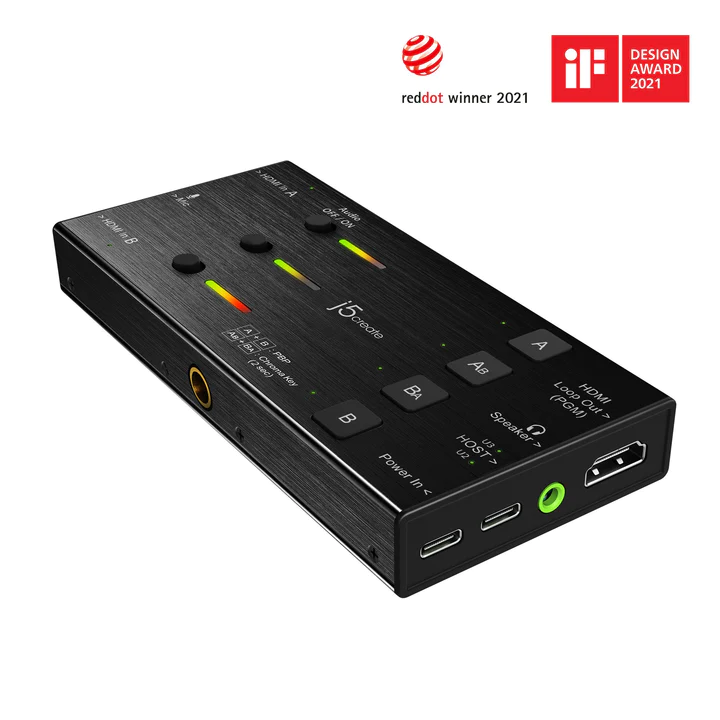 reddot winner 2021
iF
DESIGN
AWARD
2021
> HDMI In A
> Mic
> HDMI In B
Audio
OFF / ON
j5create
A + B : PBP
AB + BA : Chroma Key
(2 sec)
A
AB
BA
B
HDMI
Loop Out >
(PGM)
Speaker >
U3
HOST >
U2
Power In <